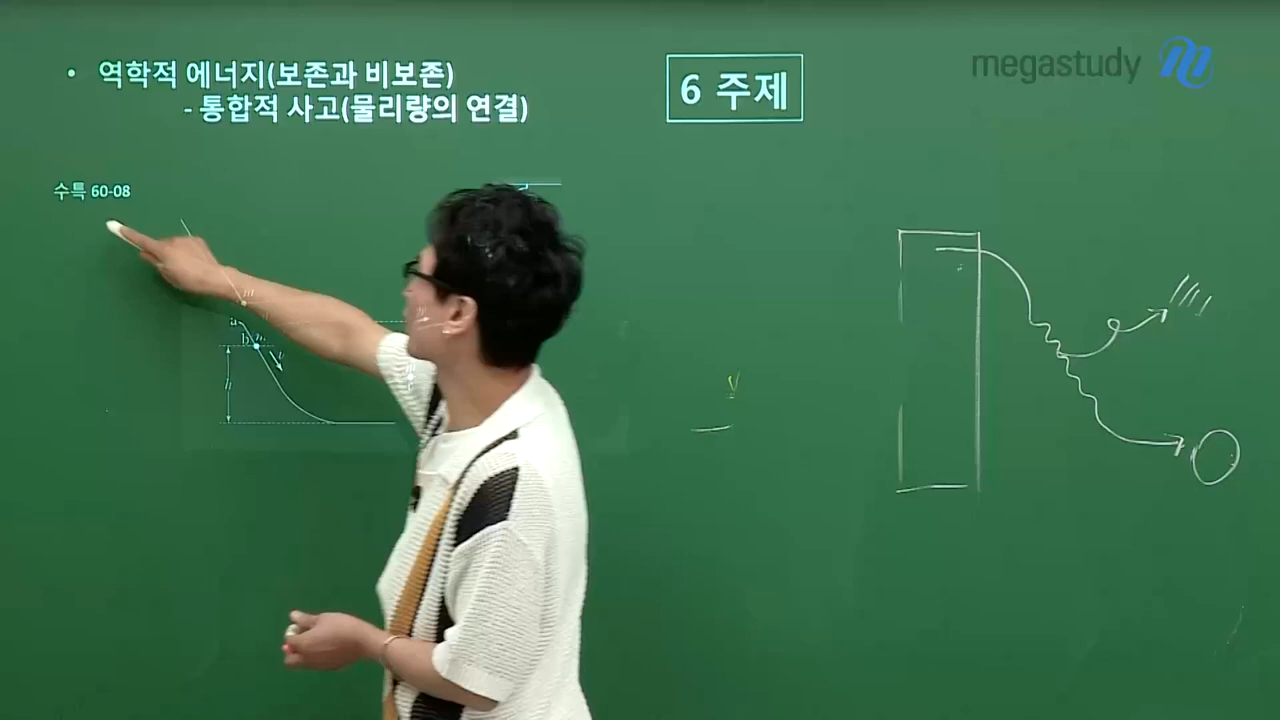 • 역학적 에너지(보존과 비보존)
- 통합적 사고(물리량의 연결)
6 주제
megastudy
수특 60-08
m
a
b m
v
h